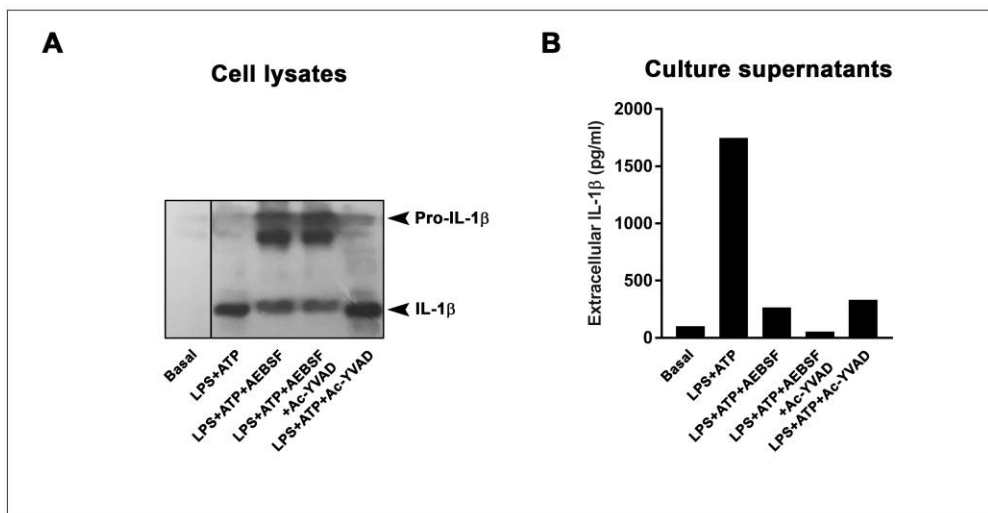 A
Cell lysates
Pro-IL-1β
IL-1β
Basal
LPS+ATP
LPS+ATP+AEBSF
LPS+ATP+AEBSF
+Ac-YVAD
LPS+ATP+Ac-YVAD
B
Culture supernatants
Extracellular IL-1β (pg/ml)
2000
1500
1000
500
0
Basal
LPS+ATP
LPS+ATP+AEBSF
LPS+ATP+AEBSF
+Ac-YVAD
LPS+ATP+Ac-YVAD